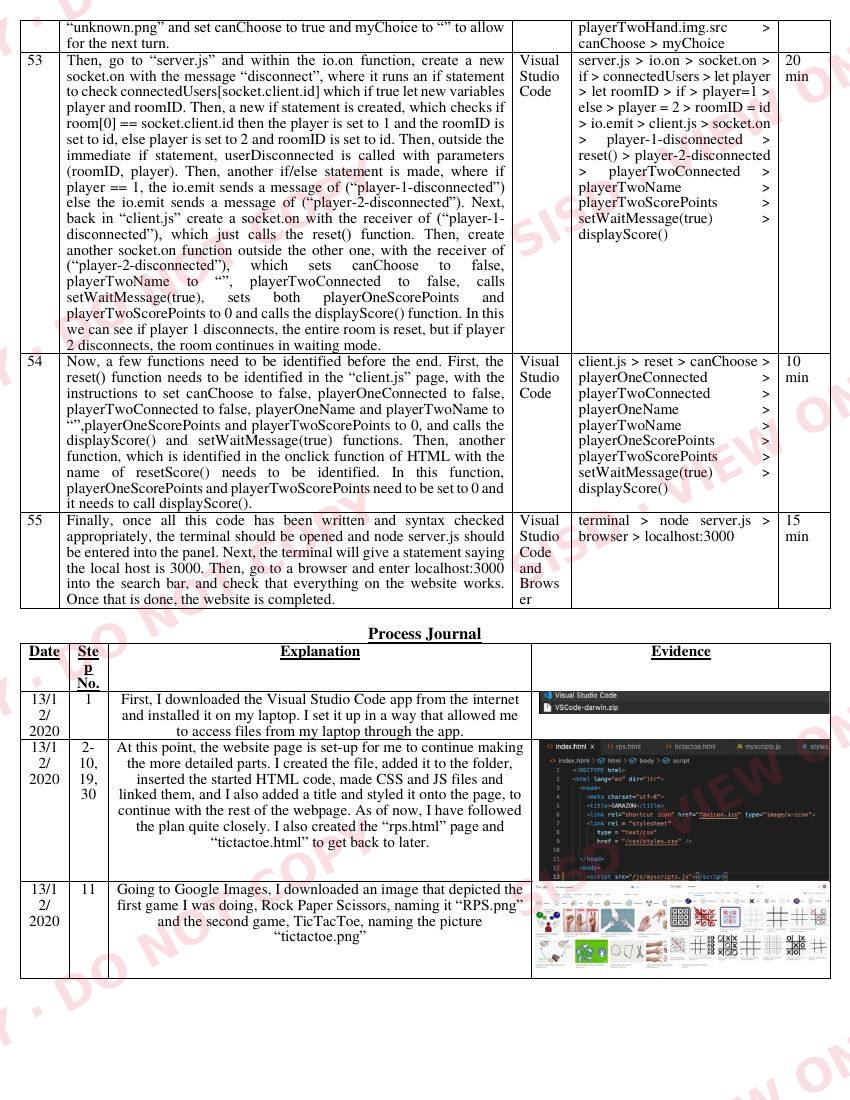 “unknown.png” and set canChoose to true and myChoice to “” to allow
for the next turn.
playerTwoHand.img.src >
canChoose > myChoice
53
Then, go to “server.js” and within the io.on function, create a new
socket.on with the message “disconnect”, where it runs an if statement
to check connectedUsers[socket.client.id] which if true let new variables
player and roomID. Then, a new if statement is created, which checks if
room[0] == socket.client.id then the player is set to 1 and the roomID is
set to id, else player is set to 2 and roomID is set to id. Then, outside the
immediate if statement, userDisconnected is called with parameters
(roomID, player). Then, another if/else statement is made, where if
player == 1, the io.emit sends a message of (“player-1-disconnected”)
else the io.emit sends a message of (“player-2-disconnected”). Next,
back in “client.js” create a socket.on with the receiver of (“player-1-
disconnected”), which just calls the reset() function. Then, create
another socket.on function outside the other one, with the receiver of
(“player-2-disconnected”), which sets canChoose to false,
playerTwoName to “”, playerTwoConnected to false, calls
setWaitMessage(true), sets both playerOneScorePoints and
playerTwoScorePoints to 0 and calls the displayScore() function. In this
we can see if player 1 disconnects, the entire room is reset, but if player
2 disconnects, the room continues in waiting mode.
Visual
Studio
Code
server.js > io.on > socket.on >
if > connectedUsers > let player
> let roomID > if > player=1 >
else > player = 2 > roomID = id
> io.emit > client.js > socket.on
> player-1-disconnected >
reset() > player-2-disconnected
> playerTwoConnected >
playerTwoName >
playerTwoScorePoints >
setWaitMessage(true) >
displayScore()
20
min
54
Now, a few functions need to be identified before the end. First, the
reset() function needs to be identified in the “client.js” page, with the
instructions to set canChoose to false, playerOneConnected to false,
playerTwoConnected to false, playerOneName and playerTwoName to
“”,playerOneScorePoints and playerTwoScorePoints to 0, and calls the
displayScore() and setWaitMessage(true) functions. Then, another
function, which is identified in the onclick function of HTML with the
name of resetScore() needs to be identified. In this function,
playerOneScorePoints and playerTwoScorePoints need to be set to 0 and
it needs to call displayScore().
Visual
Studio
Code
client.js > reset > canChoose >
playerOneConnected >
playerTwoConnected >
playerOneName >
playerTwoName >
playerOneScorePoints >
playerTwoScorePoints >
setWaitMessage(true) >
displayScore()
10
min
55
Finally, once all this code has been written and syntax checked
appropriately, the terminal should be opened and node server.js should
be entered into the panel. Next, the terminal will give a statement saying
the local host is 3000. Then, go to a browser and enter localhost:3000
into the search bar, and check that everything on the website works.
Once that is done, the website is completed.
Visual
Studio
Code
and
Brows
er
terminal > node server.js >
browser > localhost:3000
15
min
Process Journal
Date
Ste
p
No.
Explanation
Evidence
13/1
2/
2020
1
First, I downloaded the Visual Studio Code app from the internet
and installed it on my laptop. I set it up in a way that allowed me
to access files from my laptop through the app.
Visual Studio Code
VSCode-darwin.zip
13/1
2/
2020
2-
10,
19,
30
At this point, the website page is set-up for me to continue making
the more detailed parts. I created the file, added it to the folder,
inserted the started HTML code, made CSS and JS files and
linked them, and I also added a title and styled it onto the page, to
continue with the rest of the webpage. As of now, I have followed
the plan quite closely. I also created the “rps.html” page and
“tictactoe.html” to get back to later.
index.html × rps.html tictactoe.html myscripts.js styles.
index.html > html > body > script
1 <!DOCTYPE html>
2 <html lang="en" dir="ltr">
3 <head>
4 <meta charset="utf-8">
5 <title>GAMAZON</title>
6 <link rel="shortcut icon" href="favicon.ico" type="image/x-icon">
7 <link rel = "stylesheet"
8 type = "text/css"
9 href = "/css/styles.css" />
10
11 </head>
12 <body>
13 <script src="/js/myscripts.js"></script>
13/1
2/
2020
11
Going to Google Images, I downloaded an image that depicted the
first game I was doing, Rock Paper Scissors, naming it “RPS.png”
and the second game, TicTacToe, naming the picture
“tictactoe.png”
SISD · VIEW ONLY · DO NOT COPY